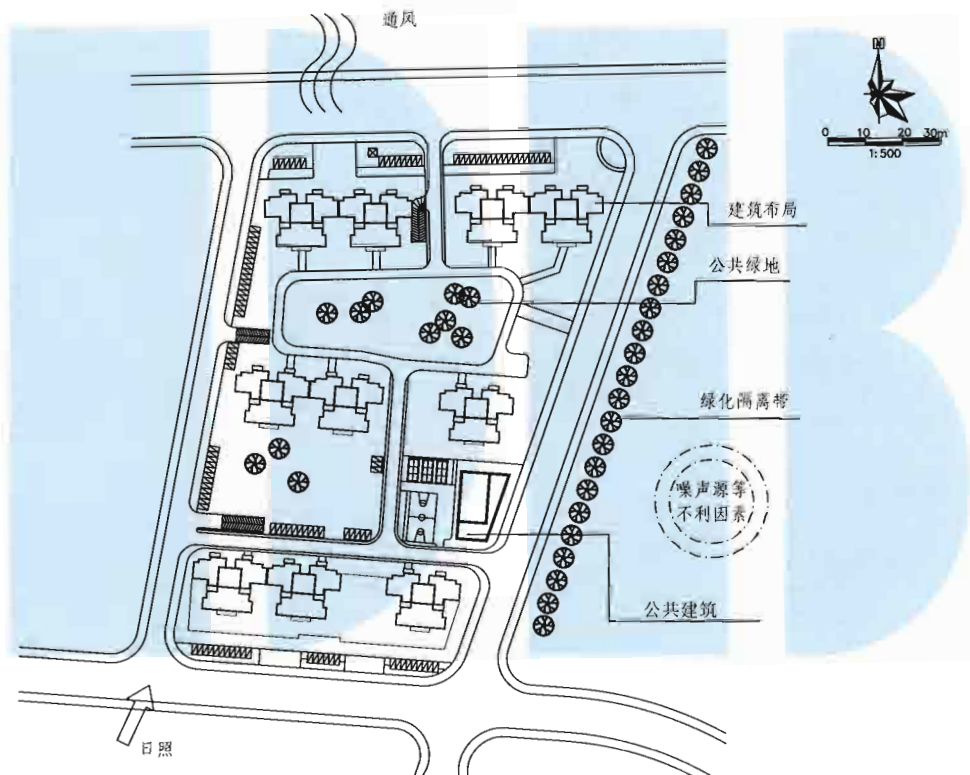 通风
N
0 10 20 30m
1:500
建筑布局
公共绿地
绿化隔离带
噪声源等
不利因素
公共建筑
日照